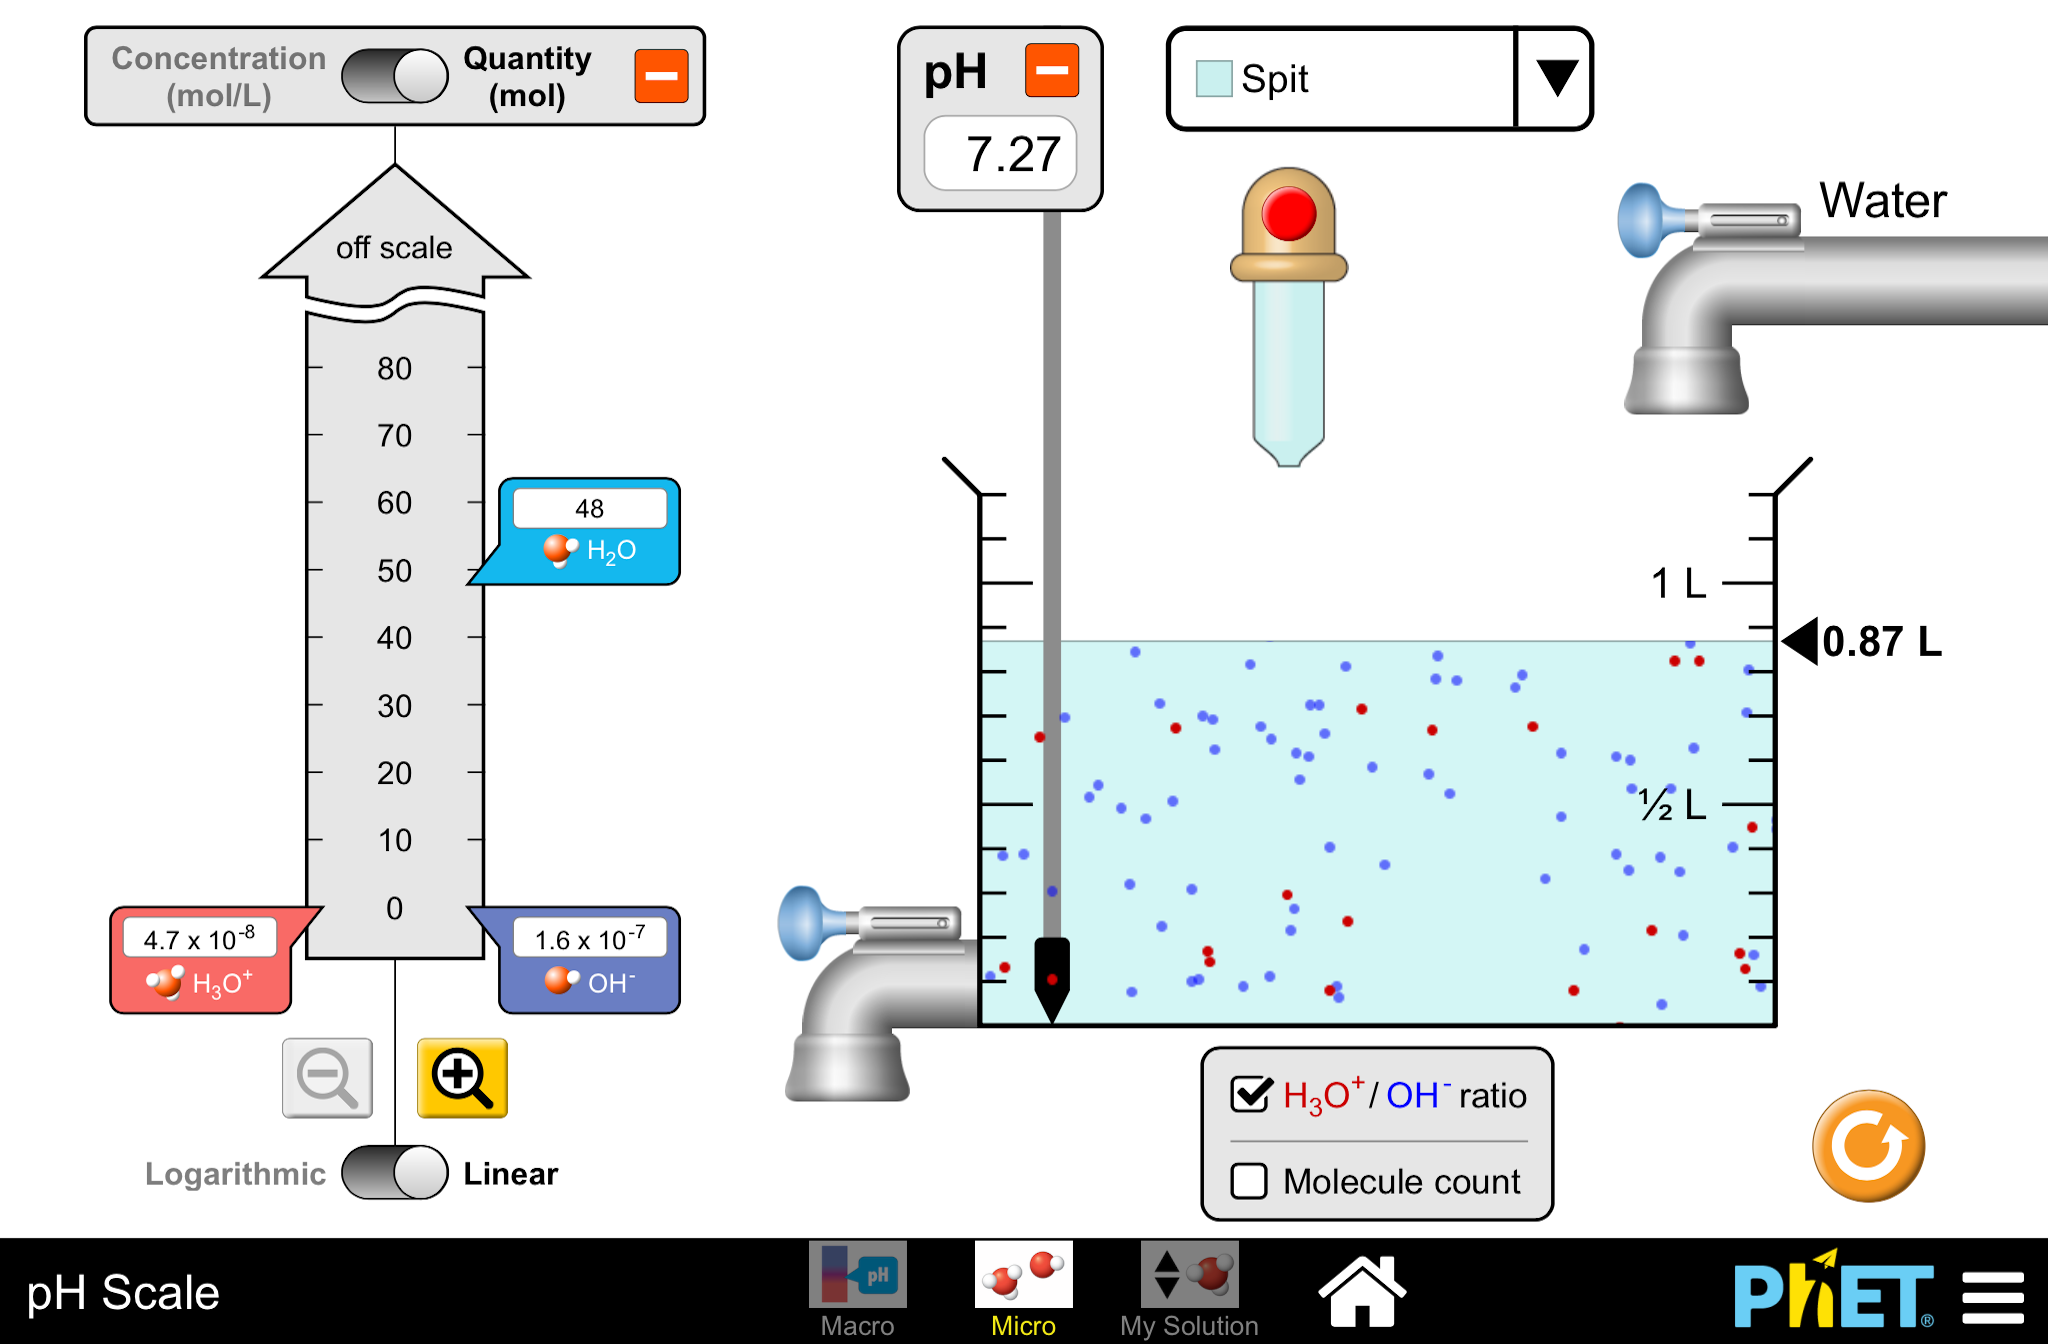 Concentration
(mol/L)
Quantity
(mol)
pH
7.27
Spit
Water
off scale
80
70
60
50
40
30
20
10
0
48
H₂O
1 L
0.87 L
½ L
4.7 x 10⁻⁸
H₃O⁺
1.6 x 10⁻⁷
OH⁻
Logarithmic
Linear
H₃O⁺ / OH⁻ ratio
Molecule count
pH Scale
pH
Macro
Micro
My Solution
PhET®